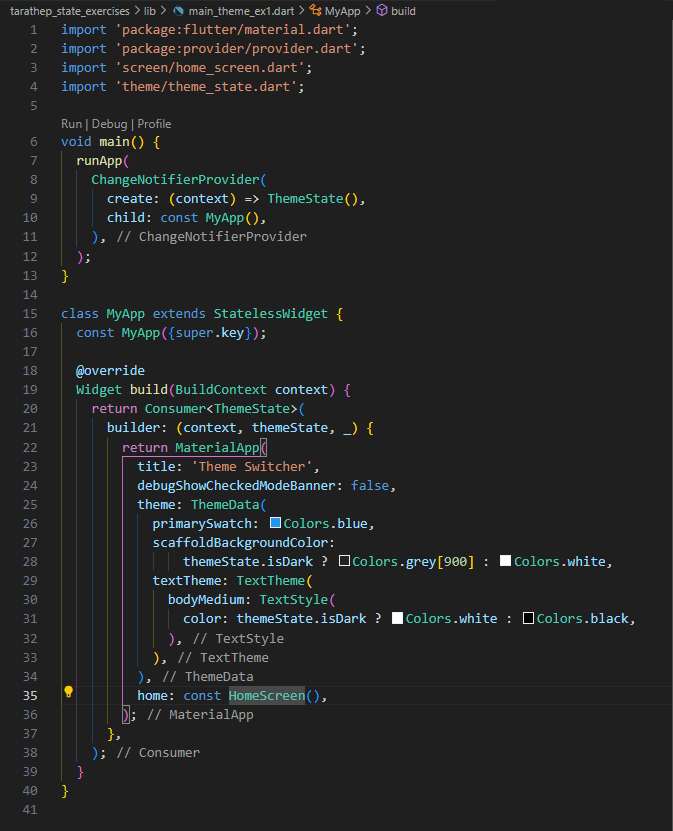 tarathep_state_exercises > lib > main_theme_ex1.dart > MyApp > build
1 import 'package:flutter/material.dart';
2 import 'package:provider/provider.dart';
3 import 'screen/home_screen.dart';
4 import 'theme/theme_state.dart';
5
Run | Debug | Profile
6 void main() {
7   runApp(
8     ChangeNotifierProvider(
9       create: (context) => ThemeState(),
10       child: const MyApp(),
11     ), // ChangeNotifierProvider
12   );
13 }
14
15 class MyApp extends StatelessWidget {
16   const MyApp({super.key});
17
18   @override
19   Widget build(BuildContext context) {
20     return Consumer<ThemeState>(
21       builder: (context, themeState, _) {
22         return MaterialApp(
23           title: 'Theme Switcher',
24           debugShowCheckedModeBanner: false,
25           theme: ThemeData(
26             primarySwatch: Colors.blue,
27             scaffoldBackgroundColor:
28                 themeState.isDark ? Colors.grey[900] : Colors.white,
29             textTheme: TextTheme(
30               bodyMedium: TextStyle(
31                 color: themeState.isDark ? Colors.white : Colors.black,
32               ), // TextStyle
33             ), // TextTheme
34           ), // ThemeData
35           home: const HomeScreen(),
36         ); // MaterialApp
37       },
38     ); // Consumer
39   }
40 }
41